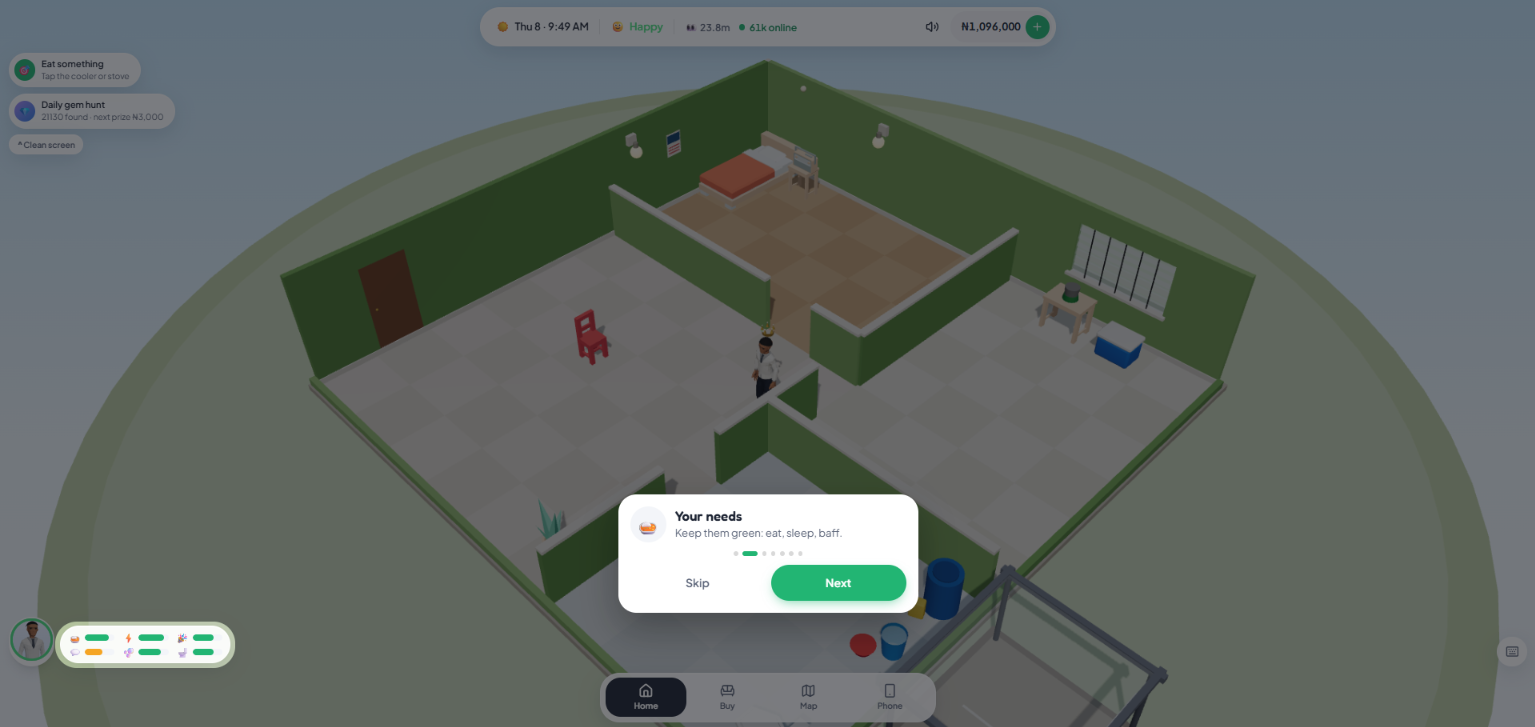 Thu 8 · 9:49 AM
Happy
23.8m
61k online
₦1,096,000
+
Eat something
Tap the cooler or stove
Daily gem hunt
21130 found · next prize ₦3,000
Clean screen
Your needs
Keep them green: eat, sleep, baff.
Skip
Next
Home
Buy
Map
Phone